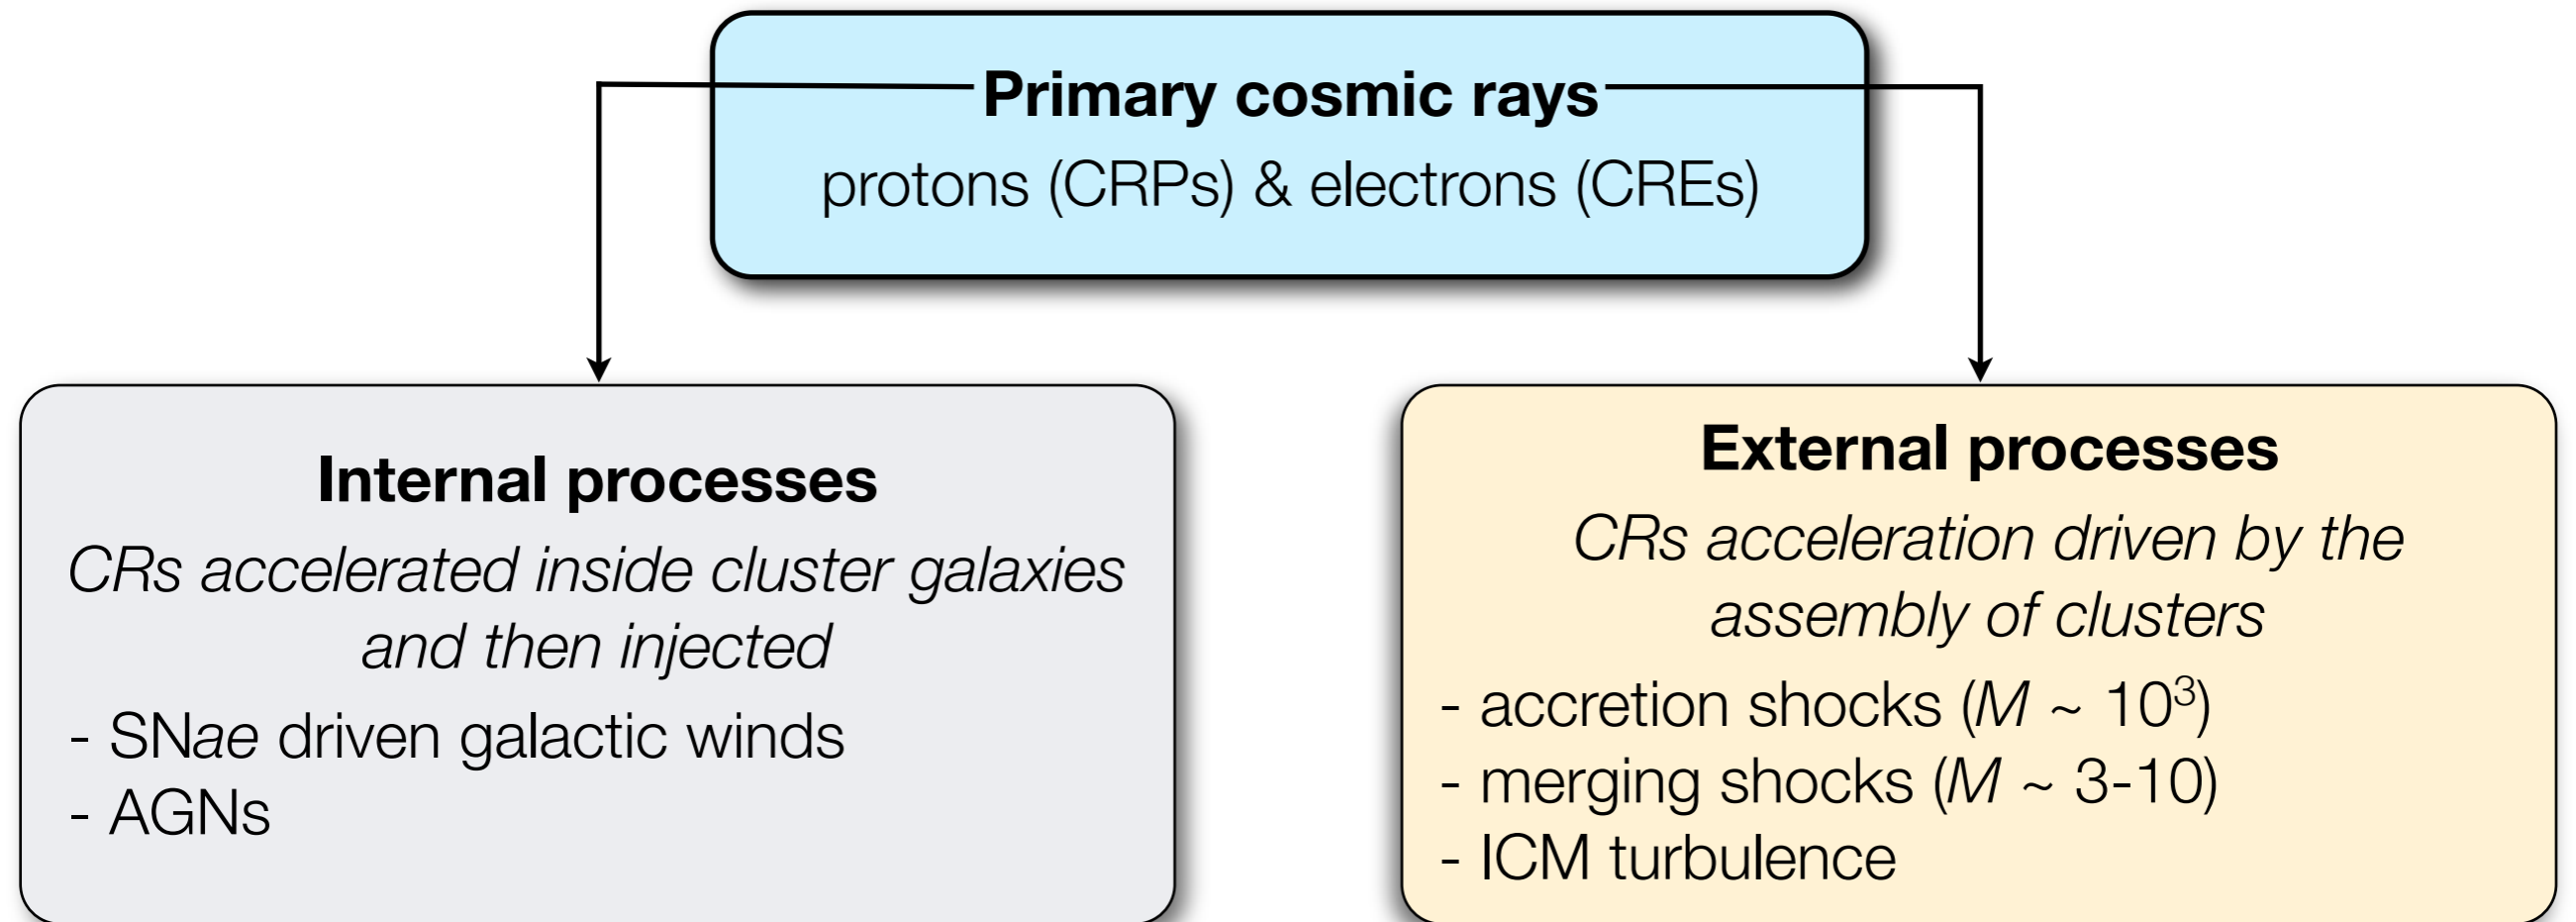 Primary cosmic rays
protons (CRPs) & electrons (CREs)
Internal processes
CRs accelerated inside cluster galaxies
and then injected
- SNae driven galactic winds
- AGNs
External processes
CRs acceleration driven by the
assembly of clusters
- accretion shocks (M ~ 10³)
- merging shocks (M ~ 3-10)
- ICM turbulence